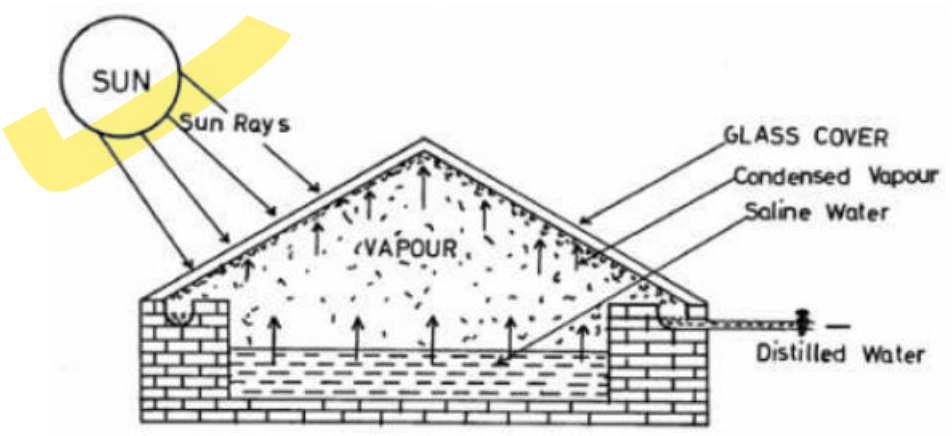 SUN
Sun Rays
GLASS COVER
Condensed Vapour
Saline Water
VAPOUR
Distilled Water